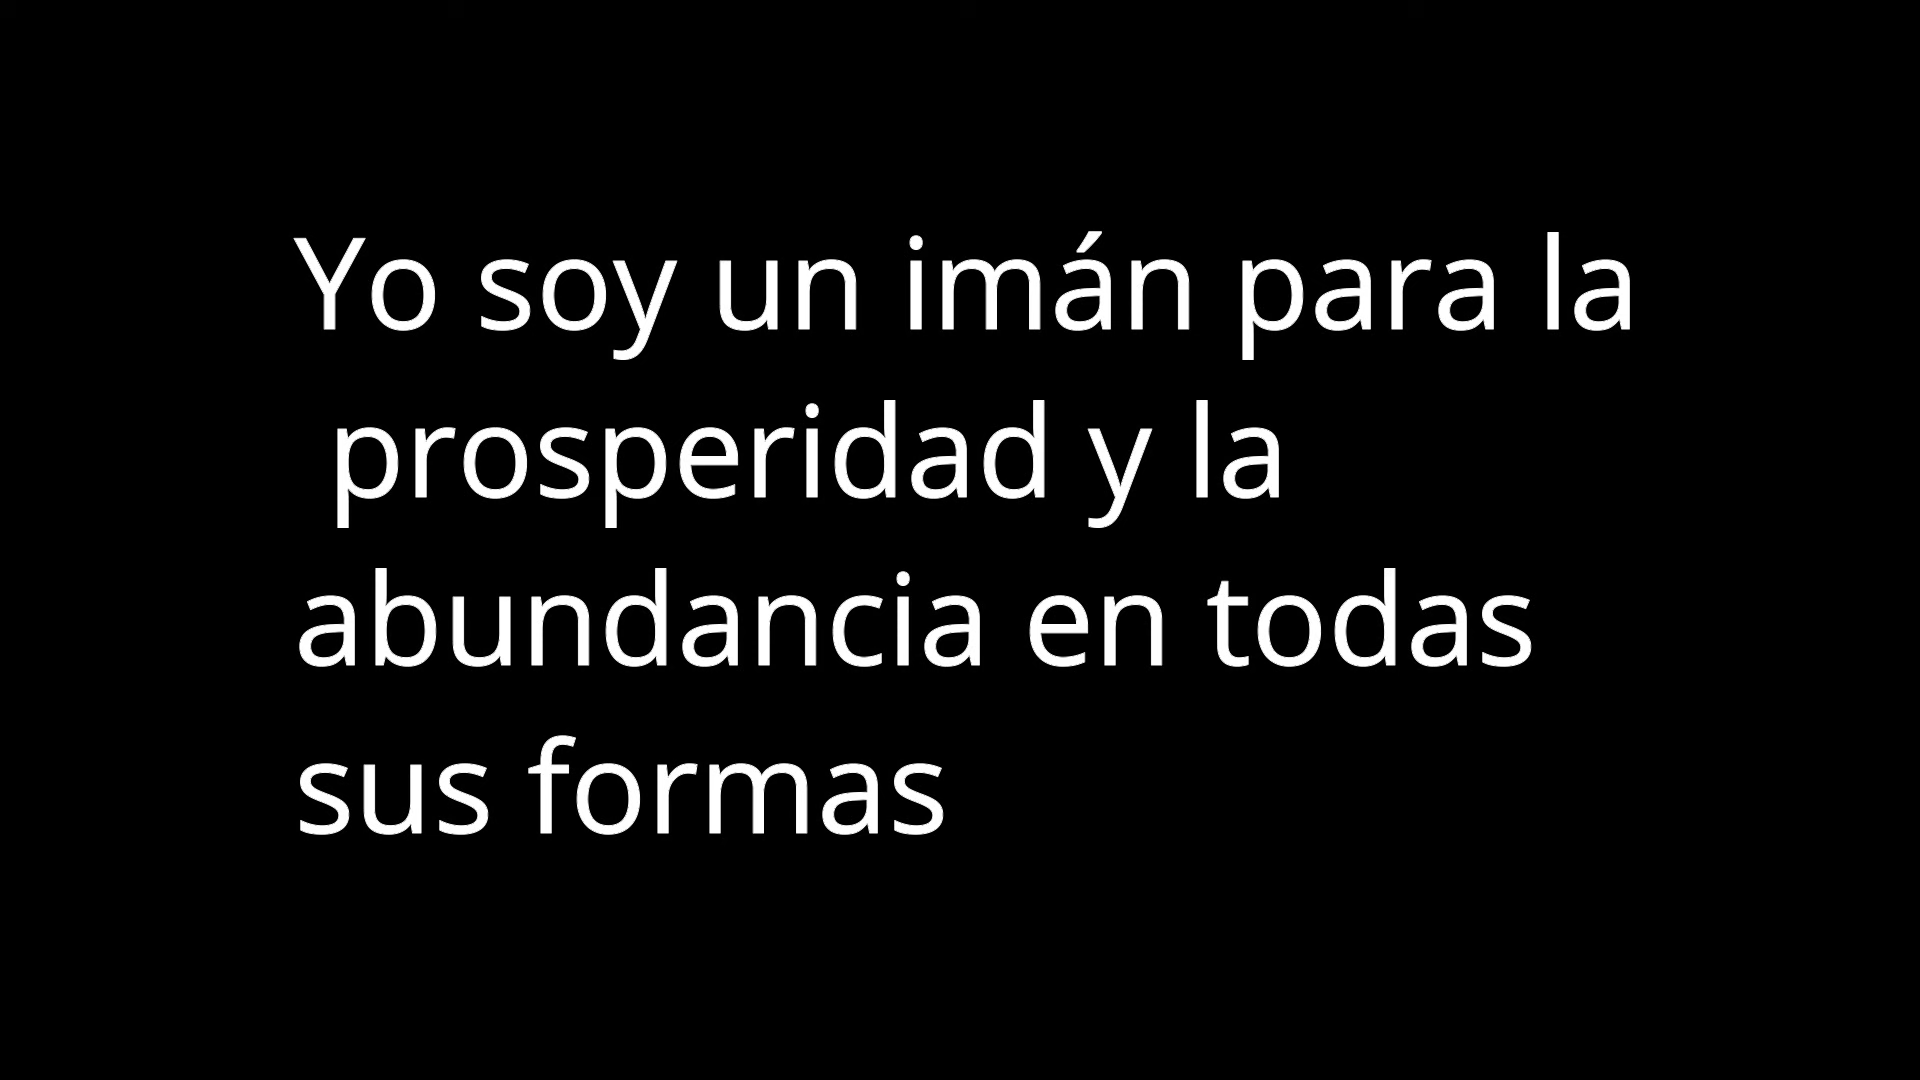 Yo soy un imán para la
prosperidad y la
abundancia en todas
sus formas